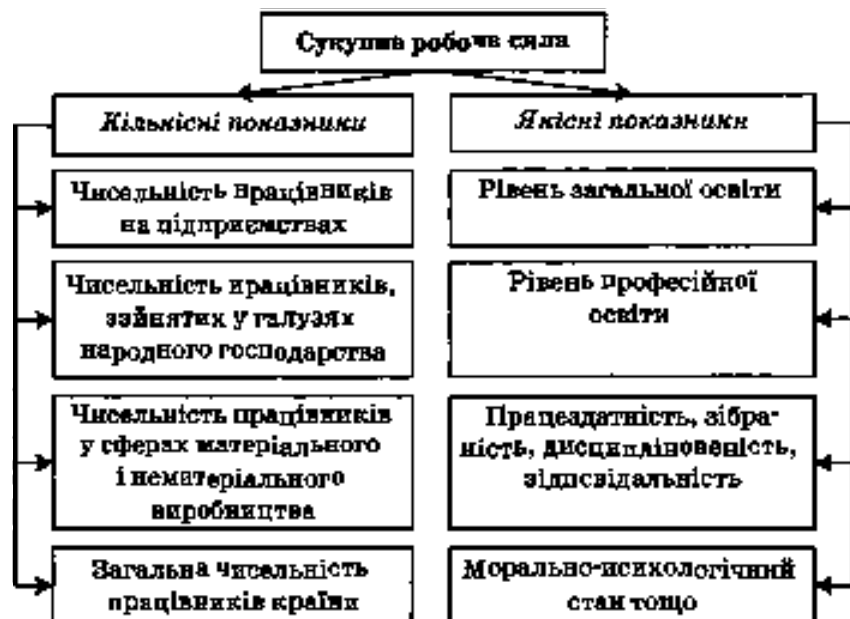 Сукупна робоча сила
Кількісні показники
Якісні показники
Чисельність працівників
на підприємствах
Рівень загальної освіти
Чисельність працівників,
зайнятих у галузях
народного господарства
Рівень професійної
освіти
Чисельність працівників
у сферах матеріального
і нематеріального
виробництва
Працездатність, зібра-
ність, дисциплінованість,
відповідальність
Загальна чисельність
працівників країни
Морально-психологічний
стан тощо